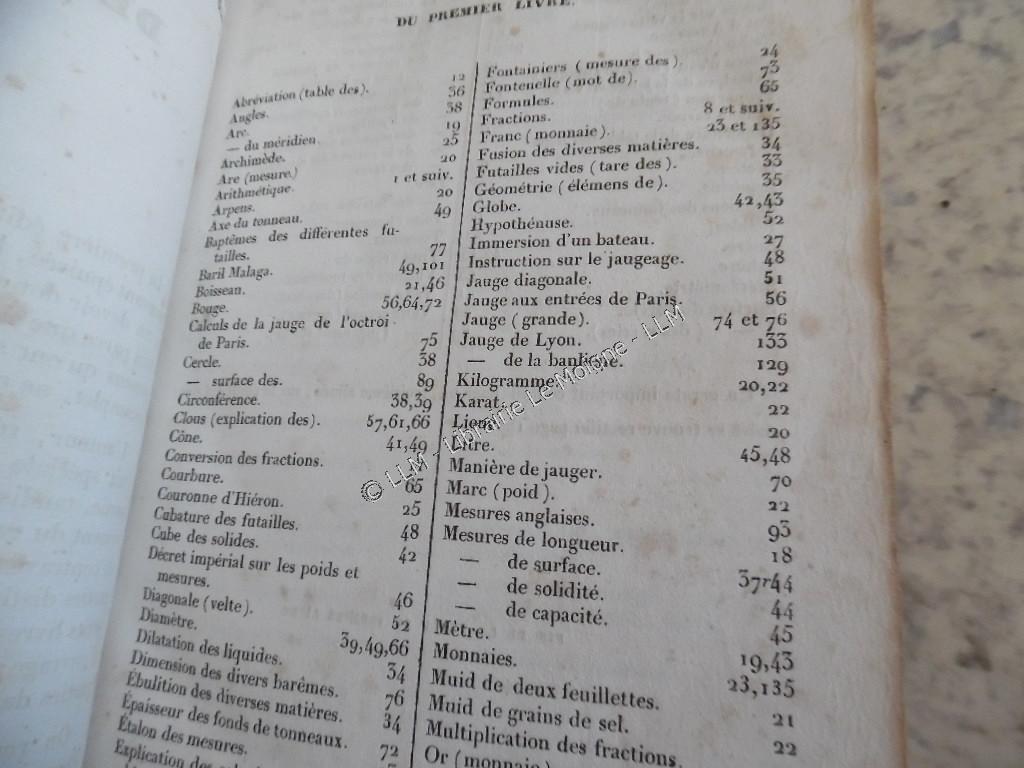 DU PREMIER LIVRE.
Abréviation (table des). 12
Angles. 36
Arc. 38
— du méridien. 19
Archimède. 25
Are (mesure.) 20
Arithmétique. 1 et suiv.
Arpens. 20
Axe du tonneau. 49
Baptêmes des différentes fu-
tailles. 77
Baril Malaga. 49,101
Boisseau. 21,46
Bouge. 56,64,72
Calculs de la jauge de l'octroi
de Paris. 75
Cercle. 38
— surface des. 89
Circonférence. 38,39
Clous (explication des). 57,61,66
Cône. 41,49
Conversion des fractions.
Courbure. 65
Couronne d'Hiéron. 25
Cubature des futailles. 48
Cube des solides. 42
Décret impérial sur les poids et
mesures. 46
Diagonale (velte). 52
Diamètre. 39,49,66
Dilatation des liquides. 34
Dimension des divers barêmes. 76
Ébulition des diverses matières. 34
Épaisseur des fonds de tonneaux. 72
Étalon des mesures.
Explication des
Fontainiers (mesure des). 24
Fontenelle (mot de). 73
Formules. 65
Fractions. 8 et suiv.
Franc (monnaie). 23 et 135
Fusion des diverses matières. 34
Futailles vides (tare des). 33
Géométrie (élémens de). 35
Globe. 42,43
Hypothénuse. 52
Immersion d'un bateau. 27
Instruction sur le jaugeage. 48
Jauge diagonale. 51
Jauge aux entrées de Paris. 56
Jauge (grande). 74 et 76
Jauge de Lyon. 133
— de la banlieue. 129
Kilogramme. 20,22
Karat. 22
Lieue. 20
Litre. 45,48
Manière de jauger. 70
Marc (poid). 22
Mesures anglaises. 93
Mesures de longueur. 18
— de surface. 37,44
— de solidité. 44
— de capacité. 45
Mètre. 19,43
Monnaies. 23,135
Muid de deux feuillettes. 21
Muid de grains de sel. 22
Multiplication des fractions.
Or (monnaie)
© LLM - Librairie Le Moigne - LLM